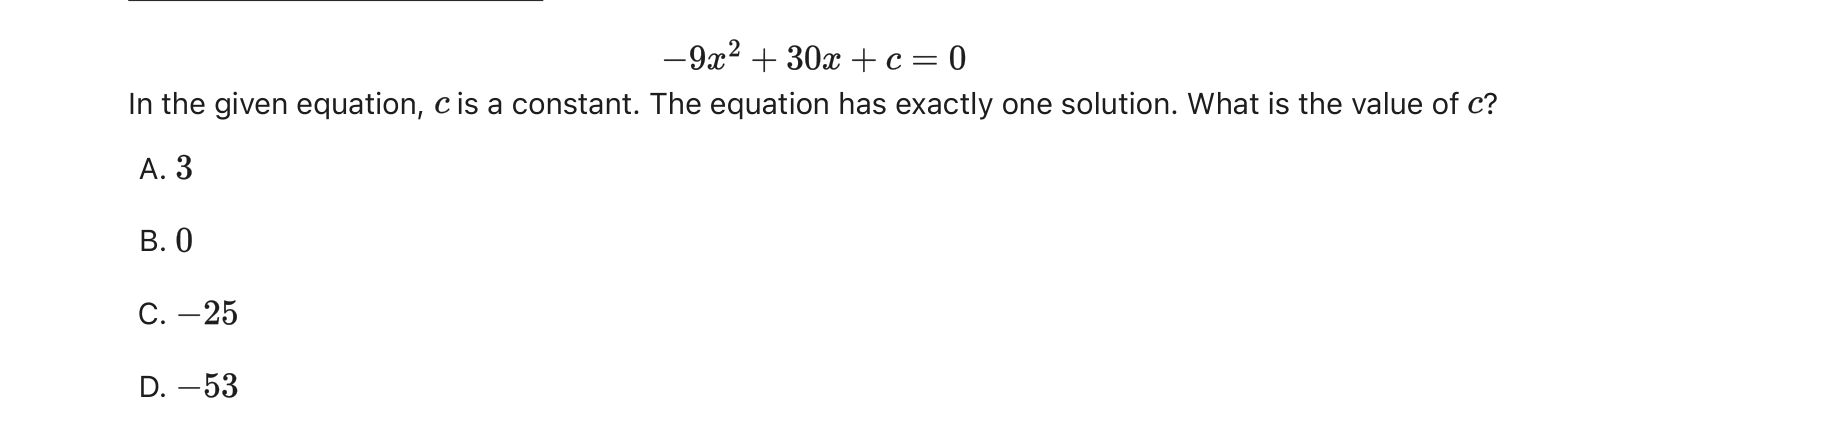 −9x² + 30x + c = 0
In the given equation, c is a constant. The equation has exactly one solution. What is the value of c?
A. 3
B. 0
C. −25
D. −53